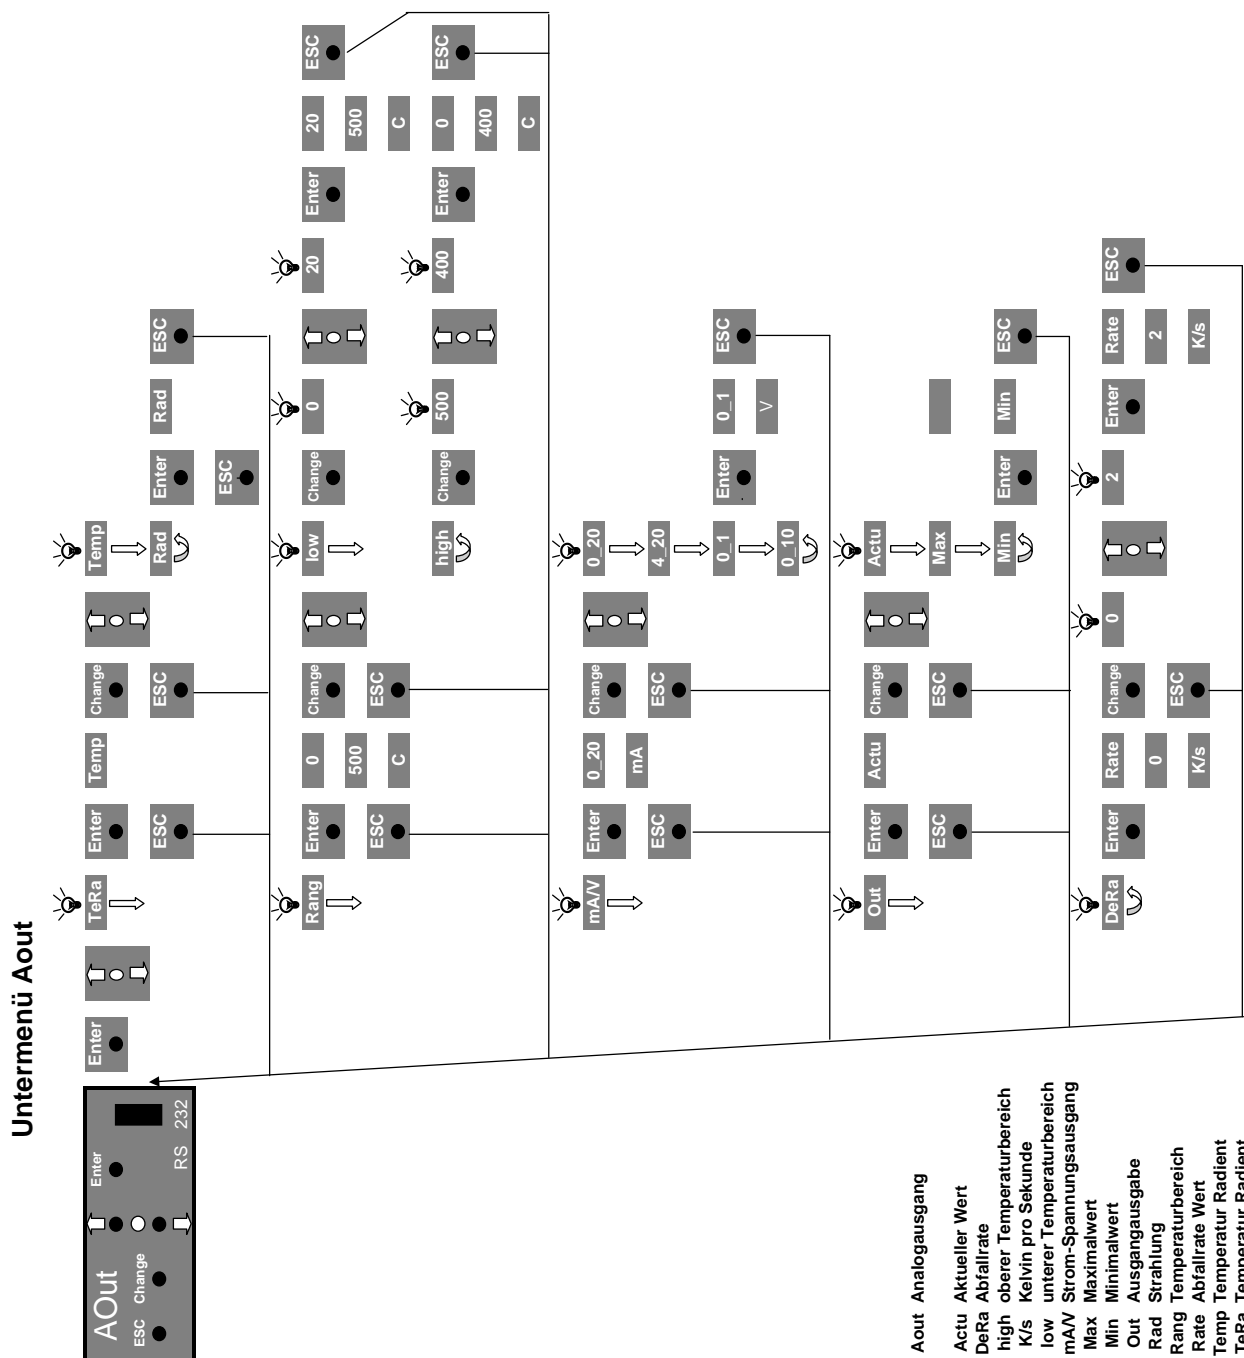 Untermenü Aout
AOut
ESC Change
Enter
RS 232
Enter
TeRa
Enter
ESC
Temp
Change
ESC
Temp
Rad
Enter
ESC
Rad
ESC
Rang
Enter
ESC
0
500
C
Change
ESC
low
Change
0
20
Enter
20
500
C
ESC
high
Change
500
400
Enter
0
400
C
ESC
mA/V
Enter
ESC
0_20
mA
Change
ESC
0_20
4_20
0_1
0_10
Enter
0_1
V
ESC
Out
Enter
ESC
Actu
Change
ESC
Actu
Max
Min
Enter
Min
ESC
DeRa
Enter
Rate
0
K/s
Change
ESC
0
2
Enter
Rate
2
K/s
ESC
Aout Analogausgang
Actu Aktueller Wert
DeRa Abfallrate
high oberer Temperaturbereich
K/s Kelvin pro Sekunde
low unterer Temperaturbereich
mA/V Strom-Spannungsausgang
Max Maximalwert
Min Minimalwert
Out Ausgangausgabe
Rad Strahlung
Rang Temperaturbereich
Rate Abfallrate Wert
Temp Temperatur Radient
TeRa Temperatur Radient